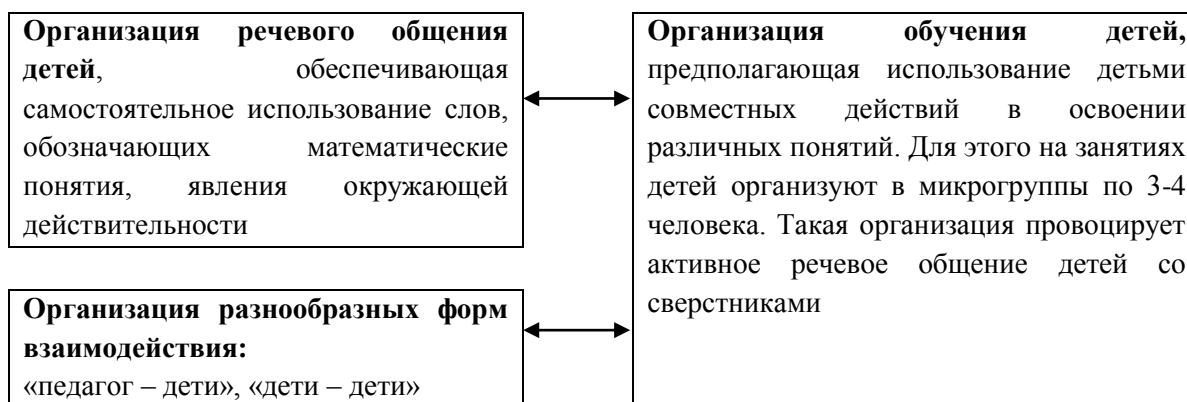 Организация речевого общения
детей, обеспечивающая
самостоятельное использование слов,
обозначающих математические
понятия, явления окружающей
действительности
Организация разнообразных форм
взаимодействия:
«педагог – дети», «дети – дети»
Организация обучения детей,
предполагающая использование детьми
совместных действий в освоении
различных понятий. Для этого на занятиях
детей организуют в микрогруппы по 3-4
человека. Такая организация провоцирует
активное речевое общение детей со
сверстниками